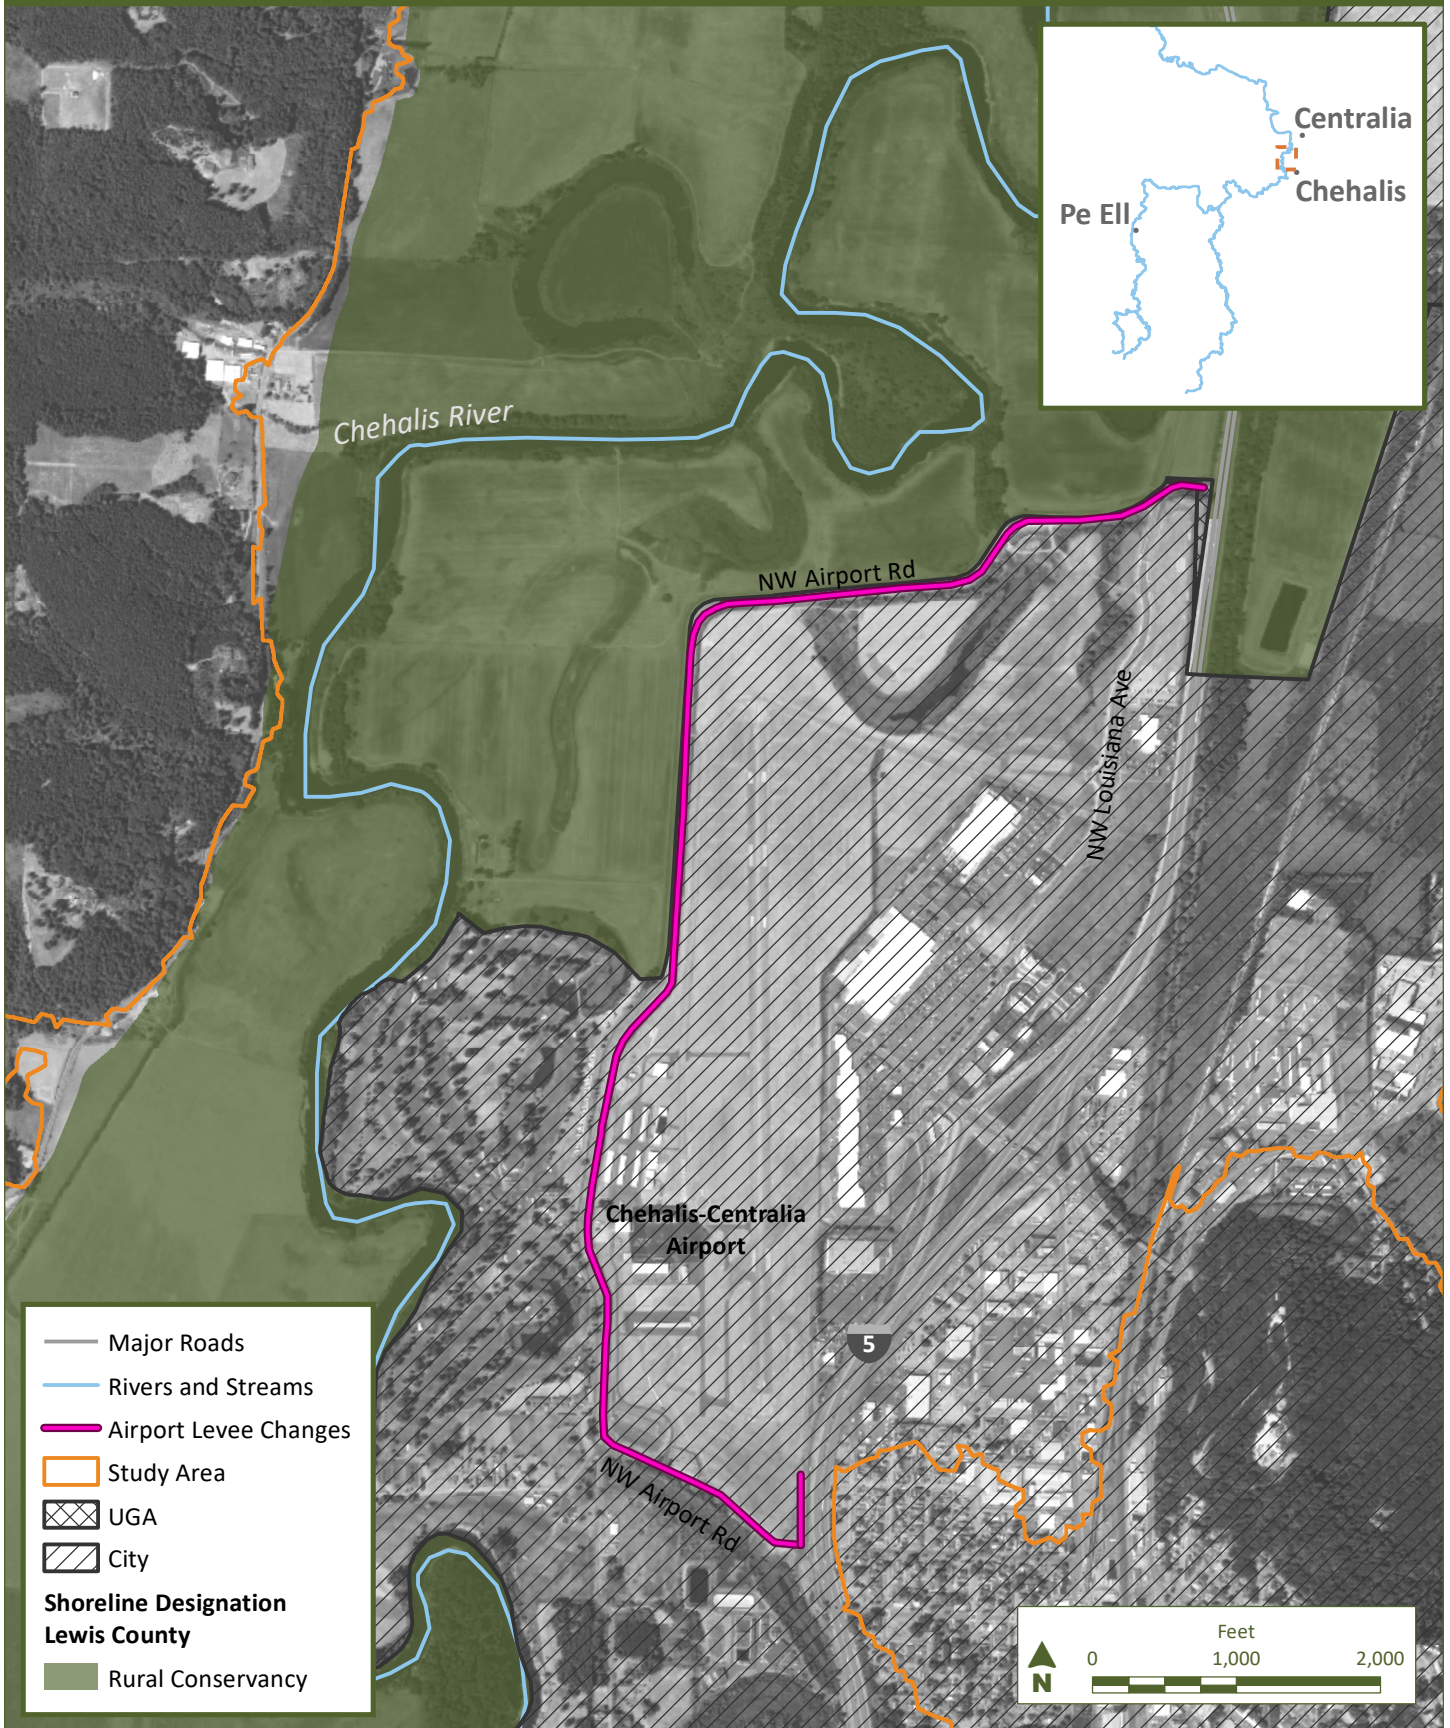 Centralia
Chehalis
Pe Ell
Chehalis River
NW Airport Rd
NW Louisiana Ave
Chehalis-Centralia
Airport
5
NW Airport Rd
Major Roads
Rivers and Streams
Airport Levee Changes
Study Area
UGA
City
Shoreline Designation
Lewis County
Rural Conservancy
Feet
0 1,000 2,000
N